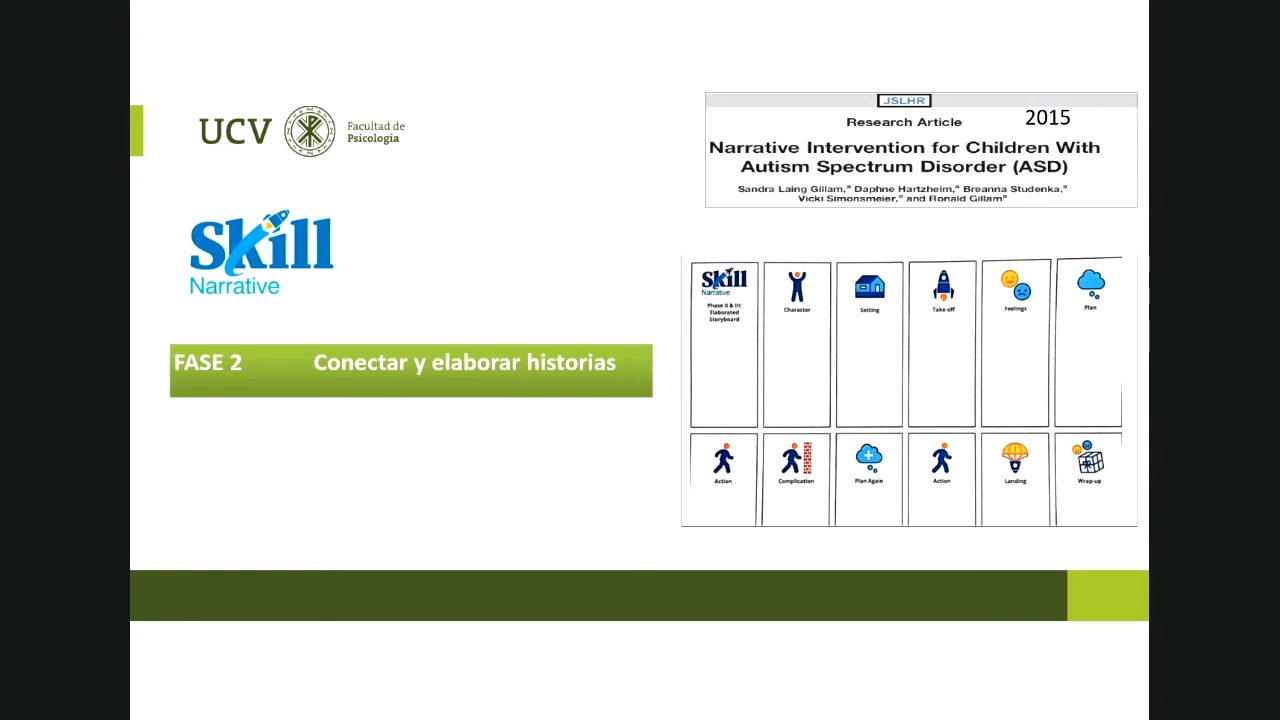 UCV
Facultad de
Psicología
Skill
Narrative
FASE 2 Conectar y elaborar historias
JSLHR
Research Article
2015
Narrative Intervention for Children With
Autism Spectrum Disorder (ASD)
Sandra Laing Gillam,ª Daphne Hartzheim,ª Breanna Studenka,ª
Vicki Simonsmeier,ª and Ronald Gillamª
Skill
Narrative
Phase II & III:
Elaborated
Storyboard
Character
Setting
Take-off
Feelings
Plan
Action
Complication
Plan Again
Action
Landing
Wrap-up